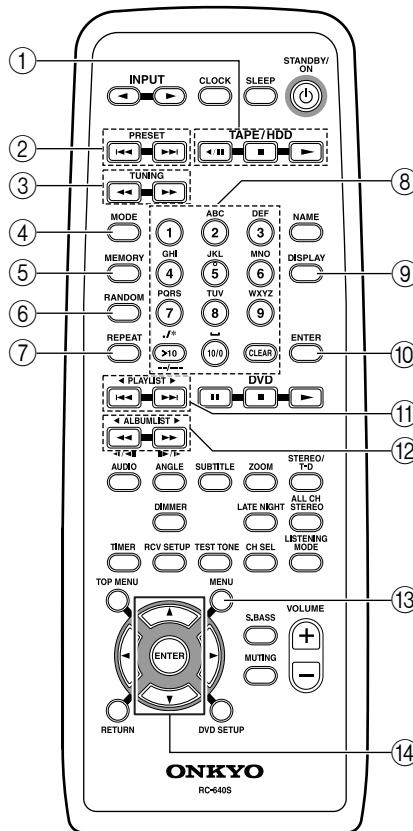 STANDBY/
ON
① INPUT CLOCK SLEEP
② PRESET TAPE/HDD
③ TUNING ⑧
④ MODE ABC DEF NAME
1 2 3
⑤ MEMORY GHI JKL MNO DISPLAY ⑨
4 5 6
⑥ RANDOM PQRS TUV WXYZ
7 8 9
⑦ REPEAT ./* ENTER ⑩
>10 10/0 CLEAR
--/---
PLAYLIST DVD
⑪
ALBUMLIST
⑫
AUDIO ANGLE SUBTITLE ZOOM STEREO/
T-D
DIMMER LATE NIGHT ALL CH
STEREO
TIMER RCV SETUP TEST TONE CH SEL LISTENING
MODE
TOP MENU MENU ⑬
S.BASS VOLUME
+
ENTER
MUTING
−
RETURN DVD SETUP
⑭
ONKYO
RC-640S